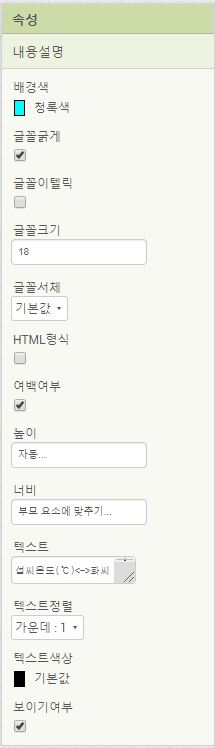 속성
내용설명
배경색
청록색
글꼴굵게
글꼴이텔릭
글꼴크기
18
글꼴서체
기본값
HTML형식
여백여부
높이
자동...
너비
부모 요소에 맞추기...
텍스트
섭씨온도(℃)<->화씨
텍스트정렬
가운데 : 1
텍스트색상
기본값
보이기여부